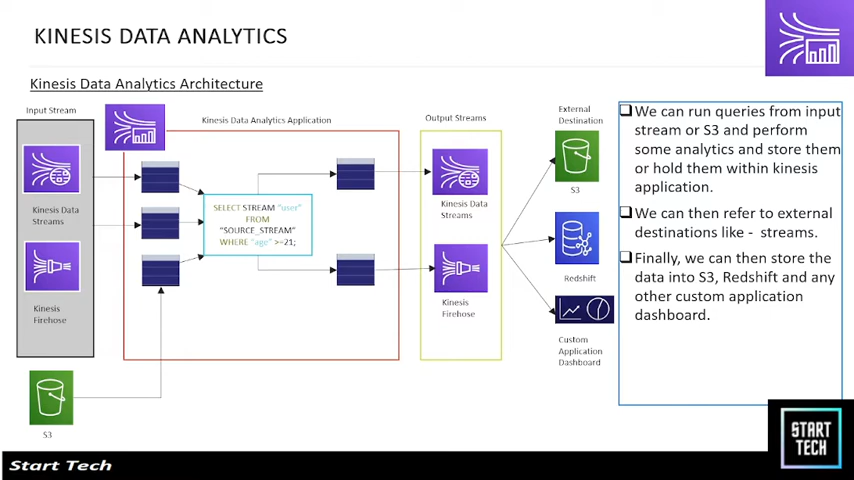 KINESIS DATA ANALYTICS
Kinesis Data Analytics Architecture
Input Stream
Kinesis Data
Streams
Kinesis
Firehose
S3
Kinesis Data Analytics Application
SELECT STREAM "user"
FROM
"SOURCE_STREAM"
WHERE "age" >=21;
Output Streams
Kinesis Data
Streams
Kinesis
Firehose
External
Destination
S3
Redshift
Custom
Application
Dashboard
We can run queries from input
stream or S3 and perform
some analytics and store them
or hold them within kinesis
application.
We can then refer to external
destinations like - streams.
Finally, we can then store the
data into S3, Redshift and any
other custom application
dashboard.
START
TECH
Start Tech